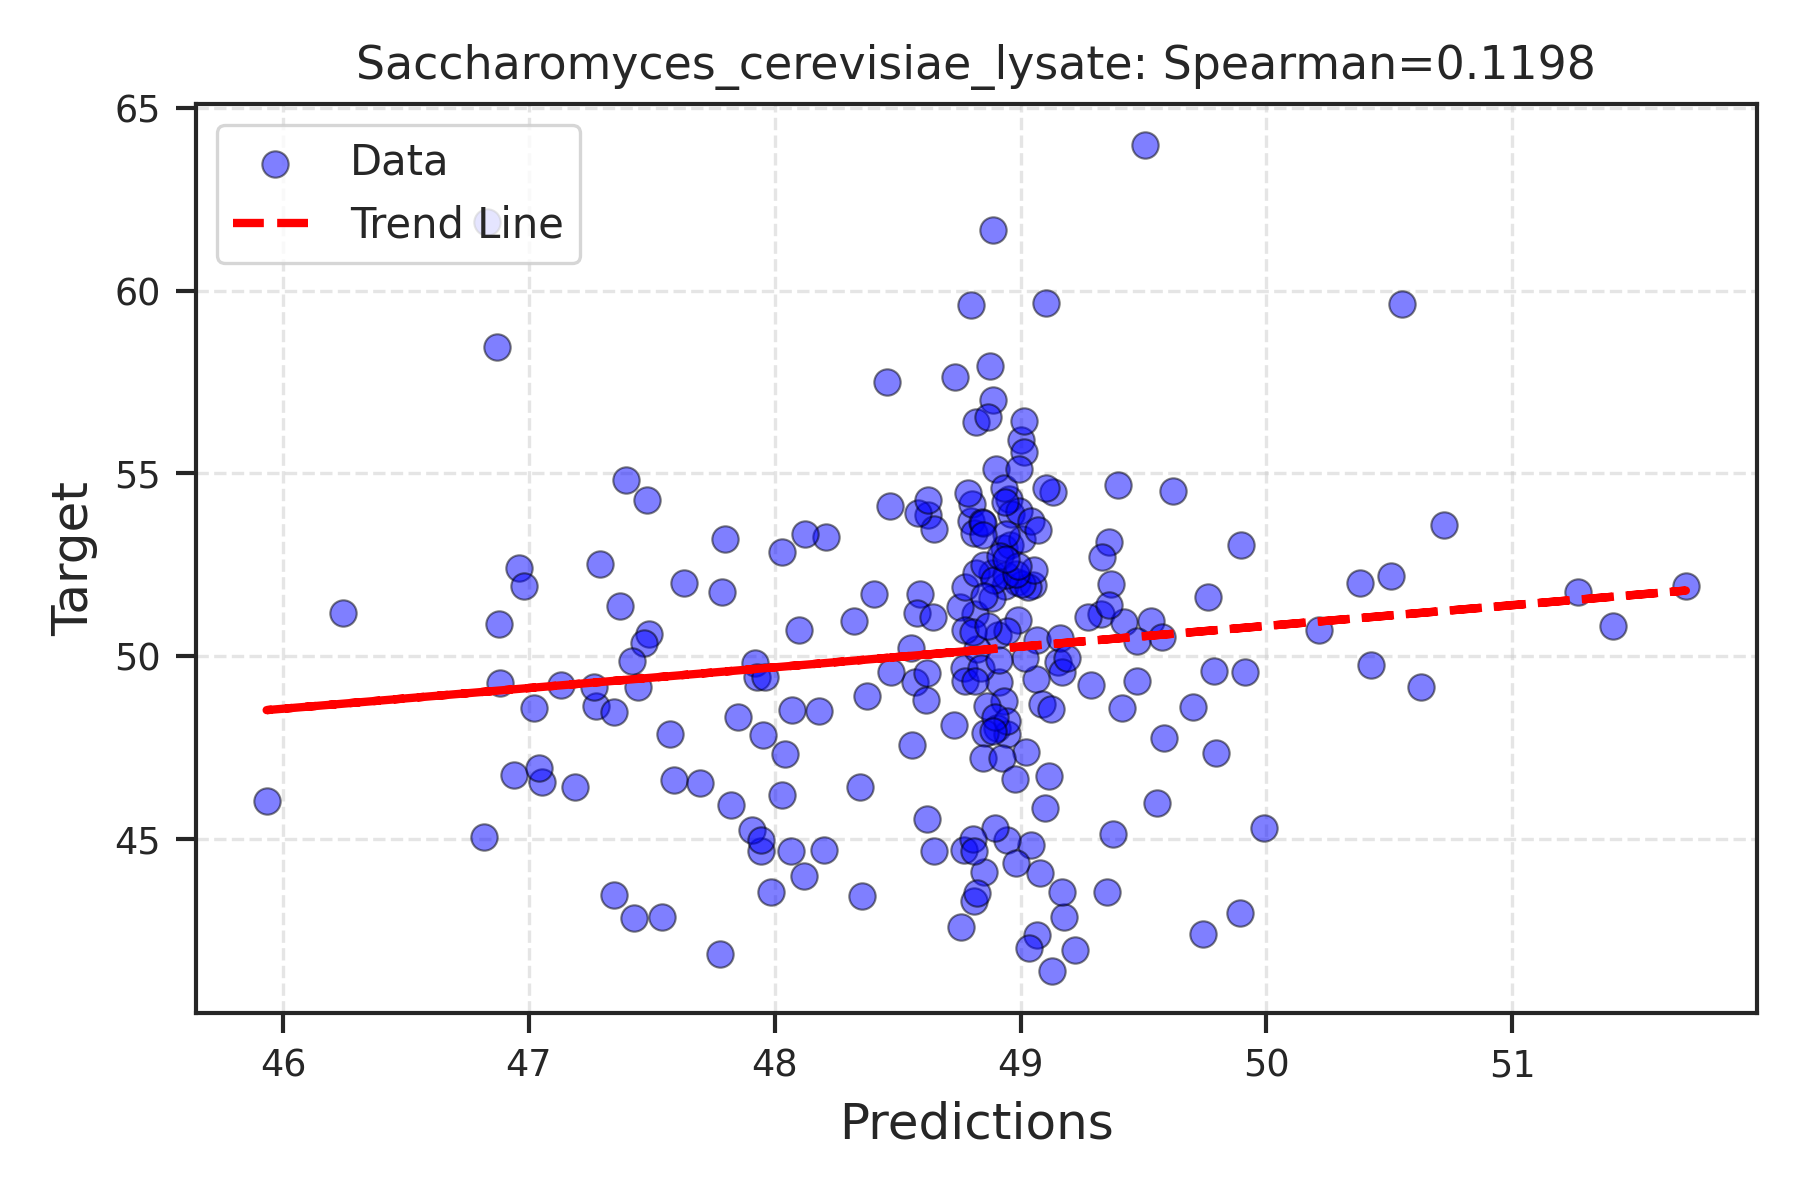 Saccharomyces_cerevisiae_lysate: Spearman=0.1198
Data
Trend Line
65
60
55
50
45
Target
46
47
48
49
50
51
Predictions